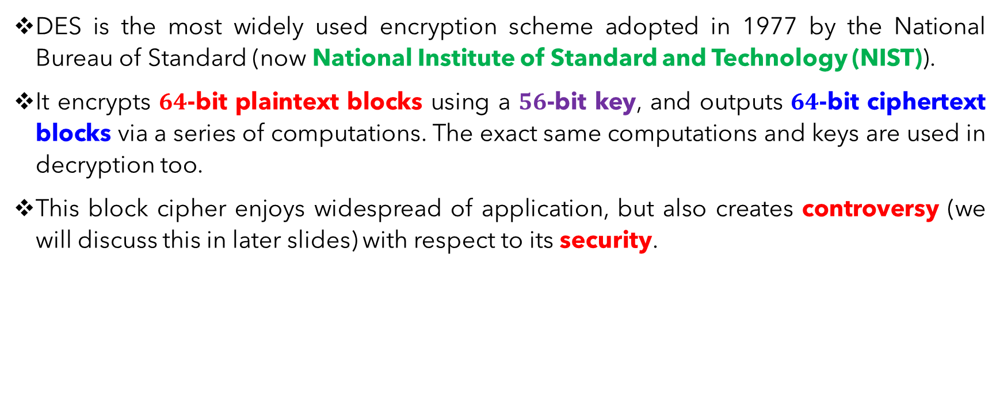 ❖DES is the most widely used encryption scheme adopted in 1977 by the National
Bureau of Standard (now National Institute of Standard and Technology (NIST)).
❖It encrypts 64-bit plaintext blocks using a 56-bit key, and outputs 64-bit ciphertext
blocks via a series of computations. The exact same computations and keys are used in
decryption too.
❖This block cipher enjoys widespread of application, but also creates controversy (we
will discuss this in later slides) with respect to its security.